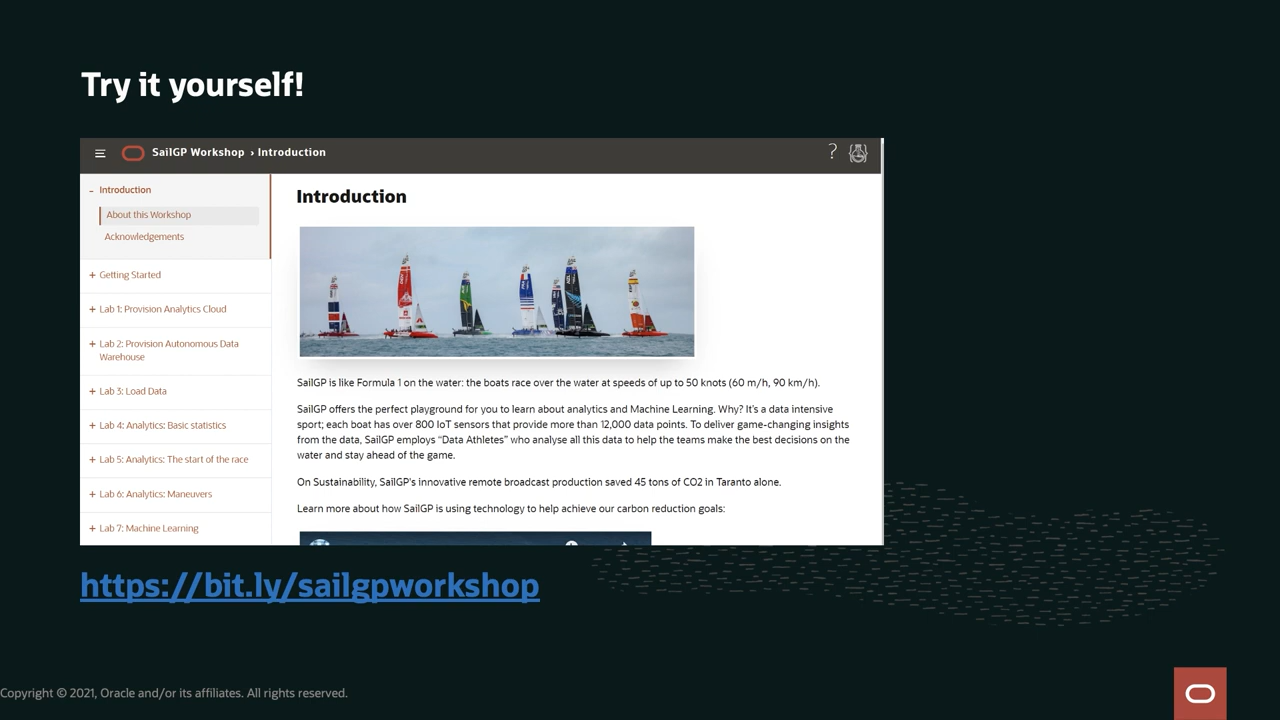 Try it yourself!
SailGP Workshop › Introduction
?
– Introduction
About this Workshop
Acknowledgements
+ Getting Started
+ Lab 1: Provision Analytics Cloud
+ Lab 2: Provision Autonomous Data
Warehouse
+ Lab 3: Load Data
+ Lab 4: Analytics: Basic statistics
+ Lab 5: Analytics: The start of the race
+ Lab 6: Analytics: Maneuvers
+ Lab 7: Machine Learning
Introduction
SailGP is like Formula 1 on the water: the boats race over the water at speeds of up to 50 knots (60 m/h, 90 km/h).
SailGP offers the perfect playground for you to learn about analytics and Machine Learning. Why? It’s a data intensive
sport; each boat has over 800 IoT sensors that provide more than 12,000 data points. To deliver game-changing insights
from the data, SailGP employs “Data Athletes” who analyse all this data to help the teams make the best decisions on the
water and stay ahead of the game.
On Sustainability, SailGP’s innovative remote broadcast production saved 45 tons of CO2 in Taranto alone.
Learn more about how SailGP is using technology to help achieve our carbon reduction goals:
https://bit.ly/sailgpworkshop
Copyright © 2021, Oracle and/or its affiliates. All rights reserved.